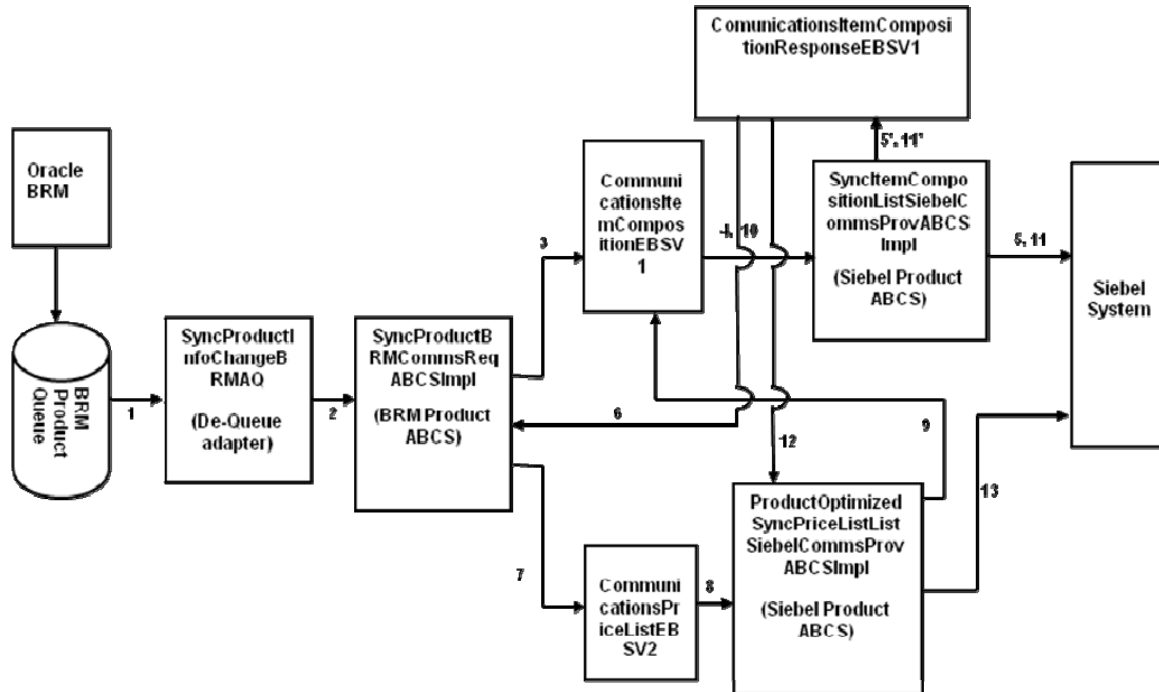 ComunicationsItemComposi
tionResponseEBSV1
Oracle
BRM
5', 11'
Communi
cationsIte
mCompos
itionEBSV
1
SyncItemCompo
sitionListSiebelC
ommsProvABCS
Impl
(Siebel Product
ABCS)
3
4, 10
5, 11
Siebel
System
BRM
Product
Queue
1
SyncProductI
nfoChangeB
RMAQ
(De-Queue
adapter)
2
SyncProductB
RMCommsReq
ABCSImpl
(BRM Product
ABCS)
6
12
9
13
7
Communi
cationsPr
iceListEB
SV2
8
ProductOptimized
SyncPriceListList
SiebelCommsProv
ABCSImpl
(Siebel Product
ABCS)